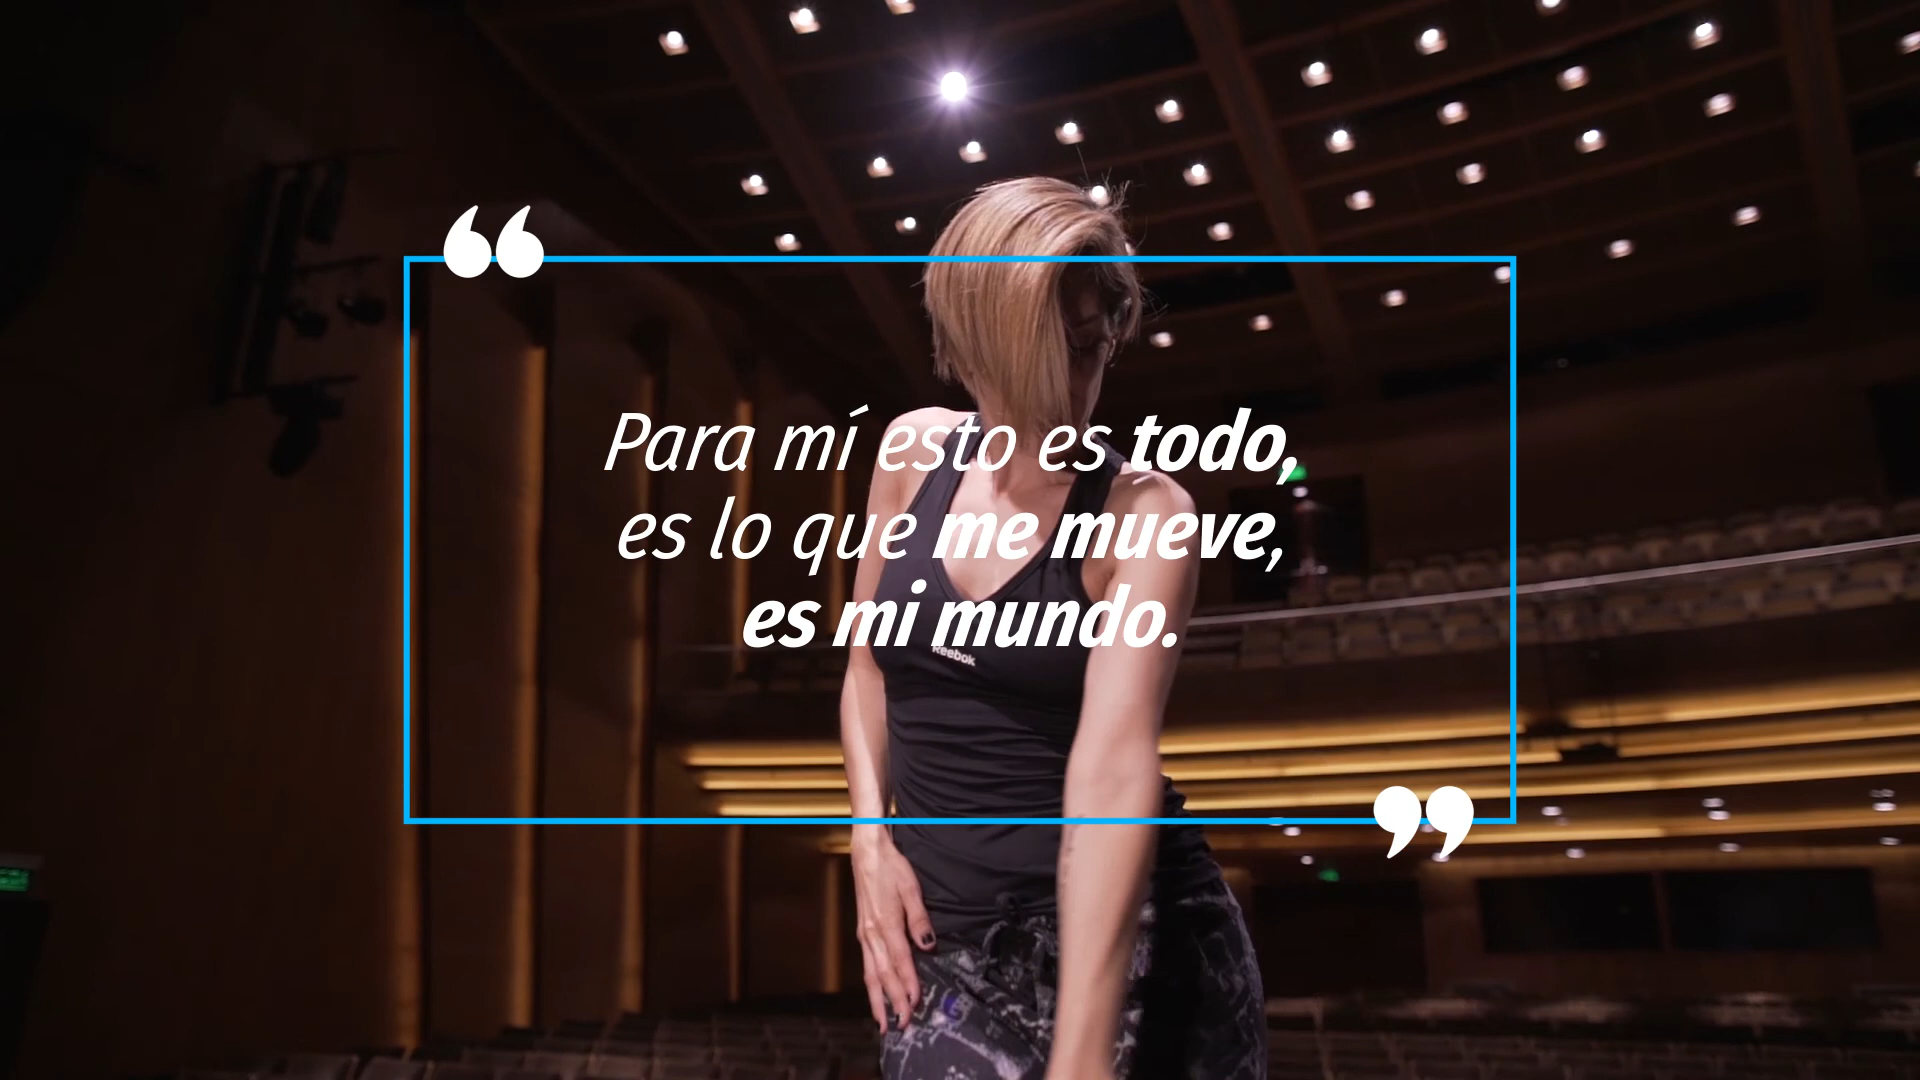 “
Para mí esto es todo,
es lo que me mueve,
es mi mundo.
Reebok
”